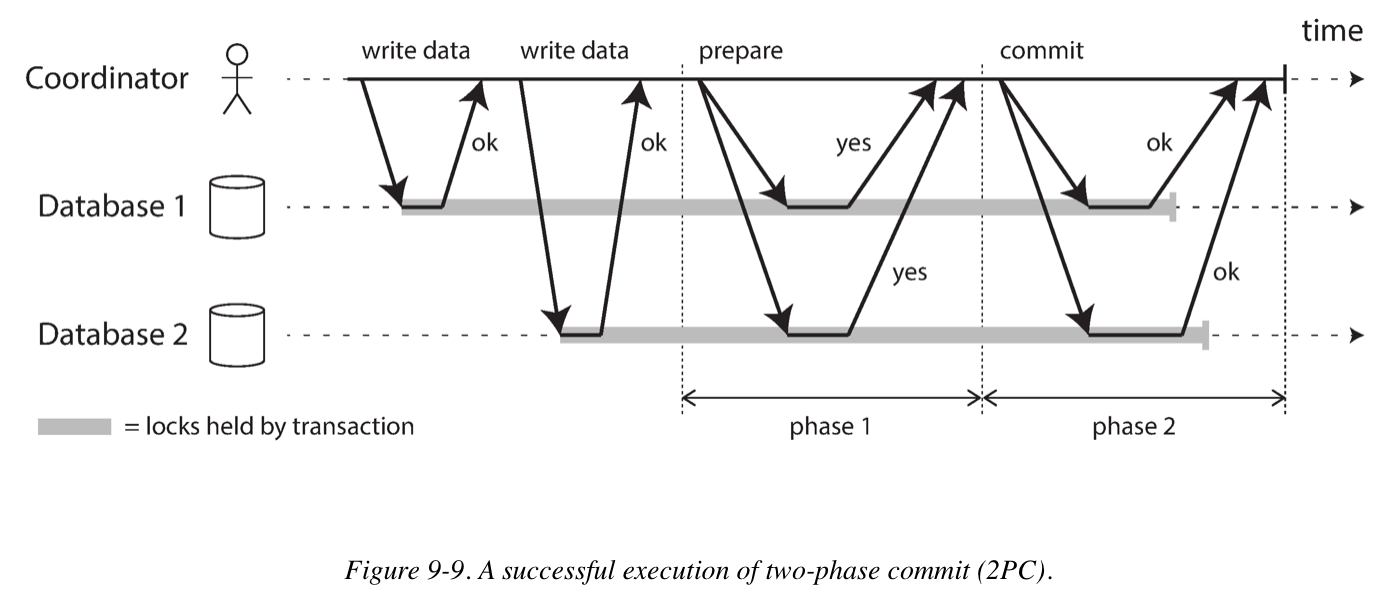 time
write data
write data
prepare
commit
Coordinator
ok
ok
yes
ok
Database 1
yes
ok
Database 2
= locks held by transaction
phase 1
phase 2
Figure 9-9. A successful execution of two-phase commit (2PC).